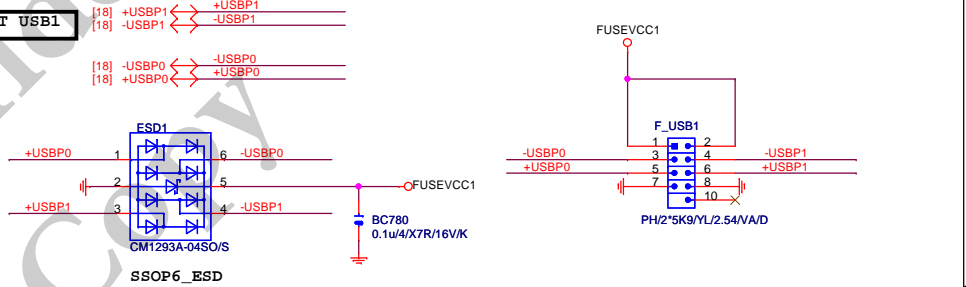 T USB1
[18] +USBP1 +USBP1
[18] -USBP1 -USBP1
[18] -USBP0 -USBP0
[18] +USBP0 +USBP0
ESD1
+USBP0 1 6 -USBP0
2 5 FUSEVCC1
+USBP1 3 4 -USBP1
CM1293A-04SO/S
SSOP6_ESD
BC780
0.1u/4/X7R/16V/K
FUSEVCC1
F_USB1
1 2
-USBP0 3 4 -USBP1
+USBP0 5 6 +USBP1
7 8
10
PH/2*5K9/YL/2.54/VA/D
Copy